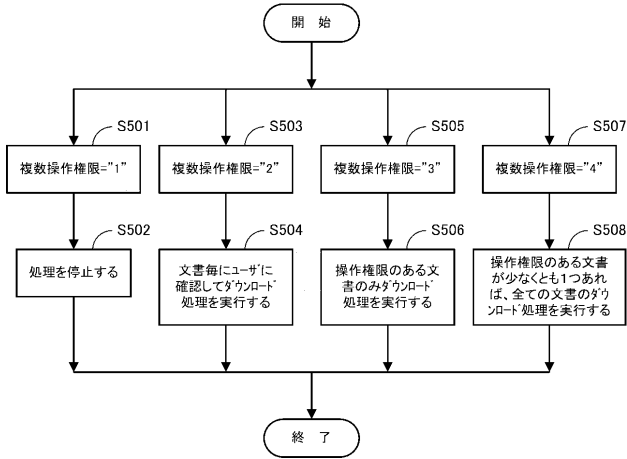 開　始
S501
S503
S505
S507
複数操作権限="1"
複数操作権限="2"
複数操作権限="3"
複数操作権限="4"
S502
S504
S506
S508
処理を停止する
文書毎にﾕｰｻﾞに
確認してﾀﾞｳﾝﾛｰﾄﾞ
処理を実行する
操作権限のある文
書のみﾀﾞｳﾝﾛｰﾄﾞ
処理を実行する
操作権限のある文書
が少なくとも1つあれ
ば、全ての文書のﾀﾞｳ
ﾝﾛｰﾄﾞ処理を実行する
終　了